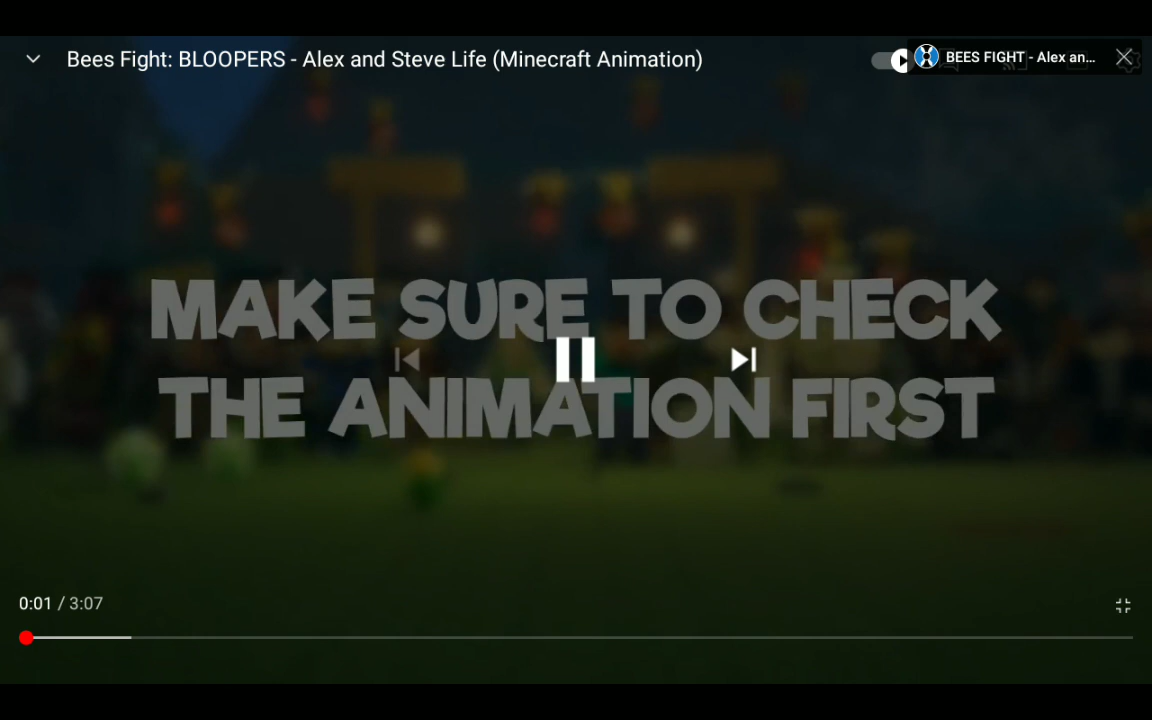 Bees Fight: BLOOPERS - Alex and Steve Life (Minecraft Animation)
BEES FIGHT - Alex an...
MAKE SURE TO CHECK
THE ANIMATION FIRST
0:01 / 3:07